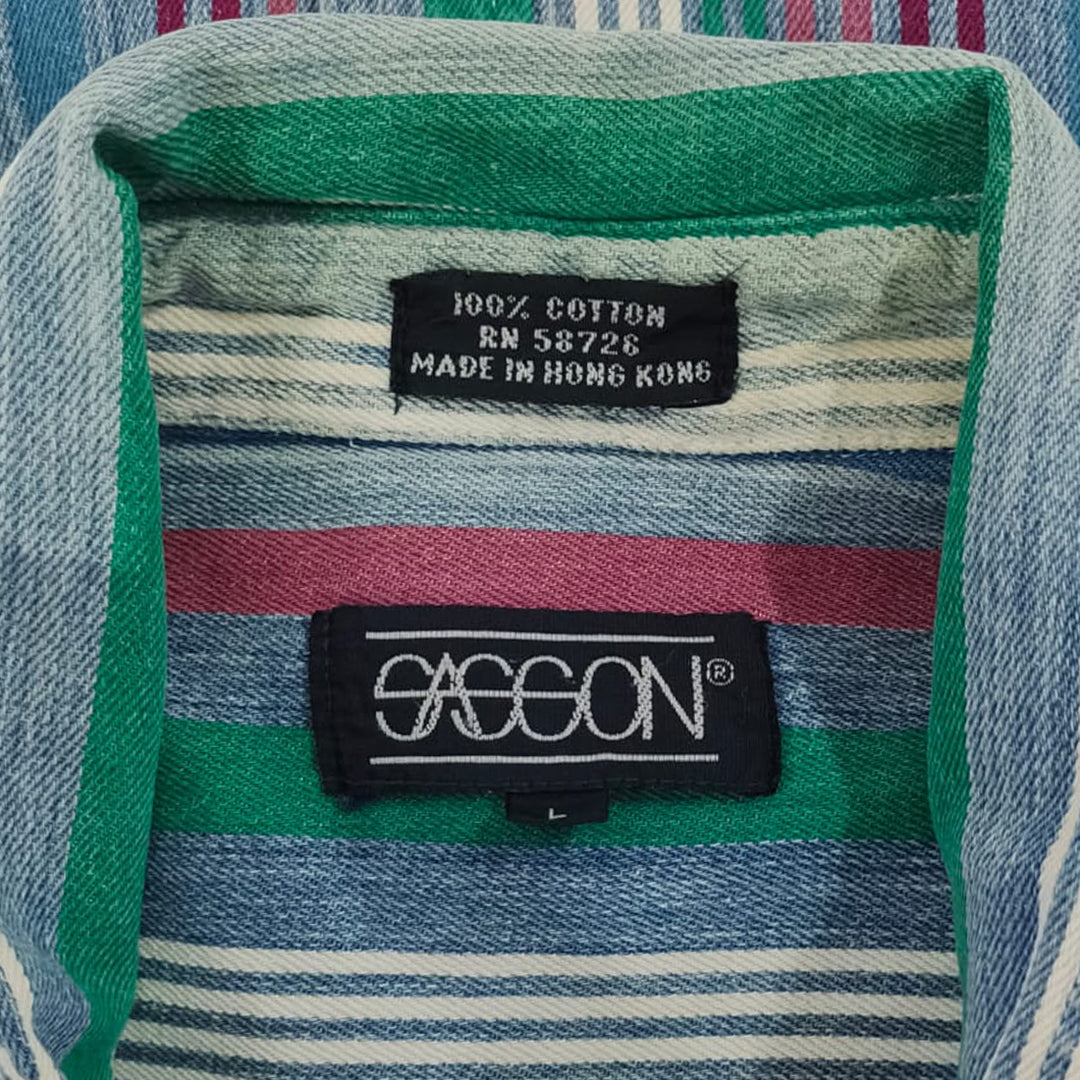 100% COTTON
RN 58726
MADE IN HONG KONG
SASSON®
L